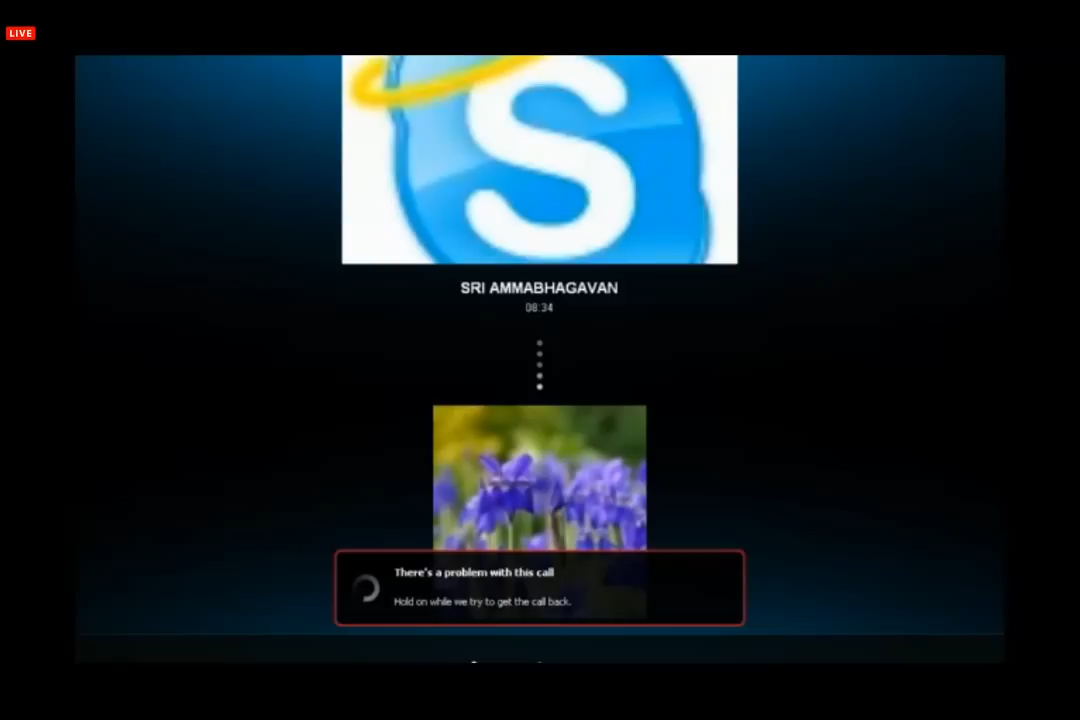 LIVE
S
SRI AMMABHAGAVAN
08:34
There's a problem with this call
Hold on while we try to get the call back.